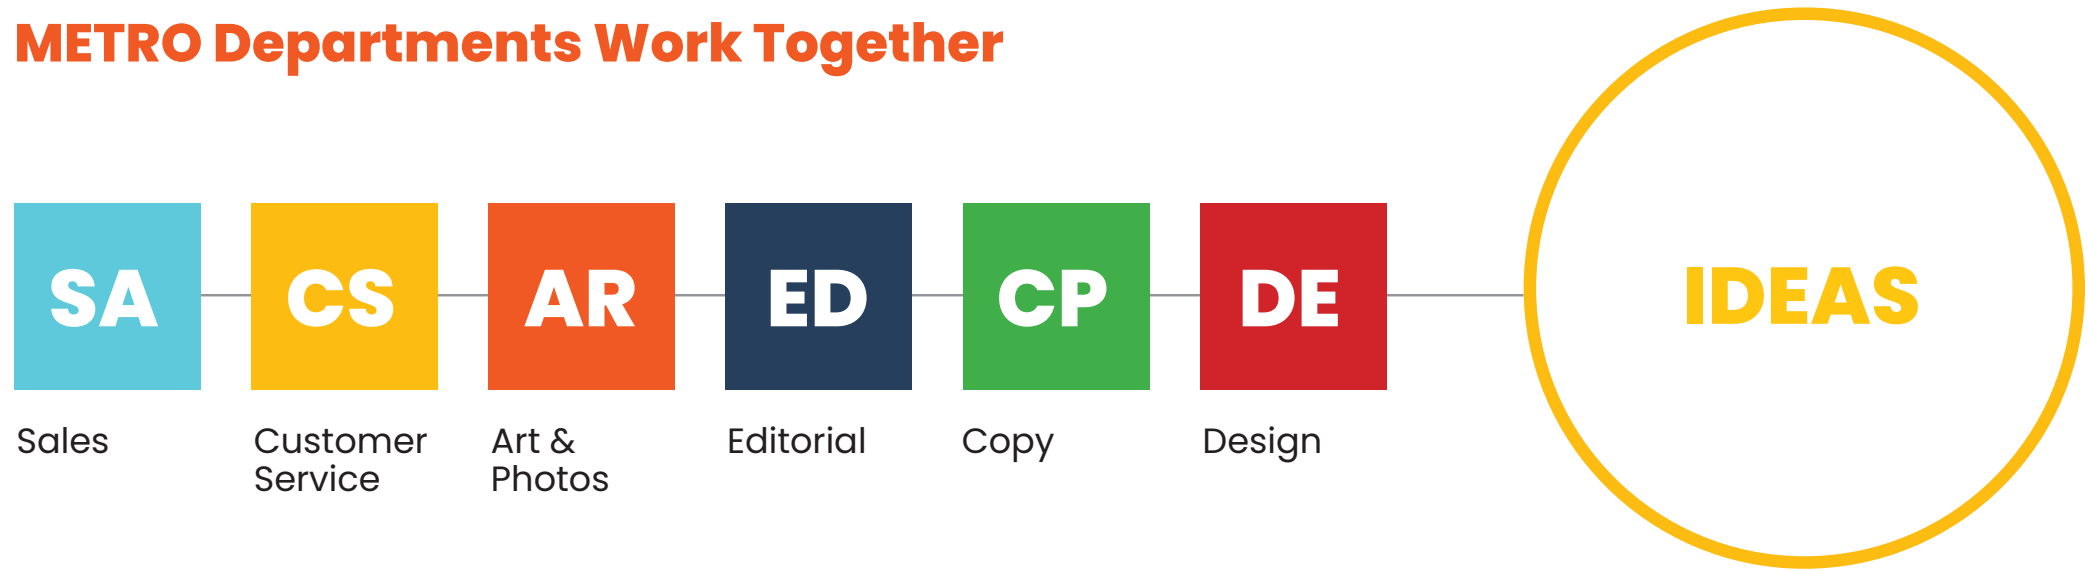 METRO Departments Work Together
SA
CS
AR
ED
CP
DE
IDEAS
Sales
Customer
Service
Art &
Photos
Editorial
Copy
Design